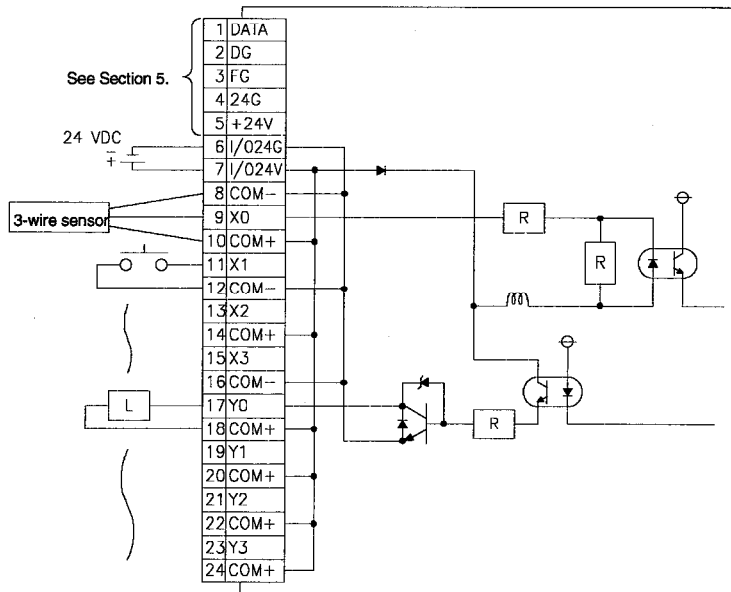 1 DATA
2 DG
See Section 5.
3 FG
4 24G
5 +24V
24 VDC
6 I/024G
7 I/024V
8 COM-
3-wire sensor
9 X0
10 COM+
11 X1
12 COM-
13 X2
14 COM+
15 X3
16 COM-
L
17 Y0
18 COM+
19 Y1
20 COM+
21 Y2
22 COM+
23 Y3
24 COM+
R
R
R
- +